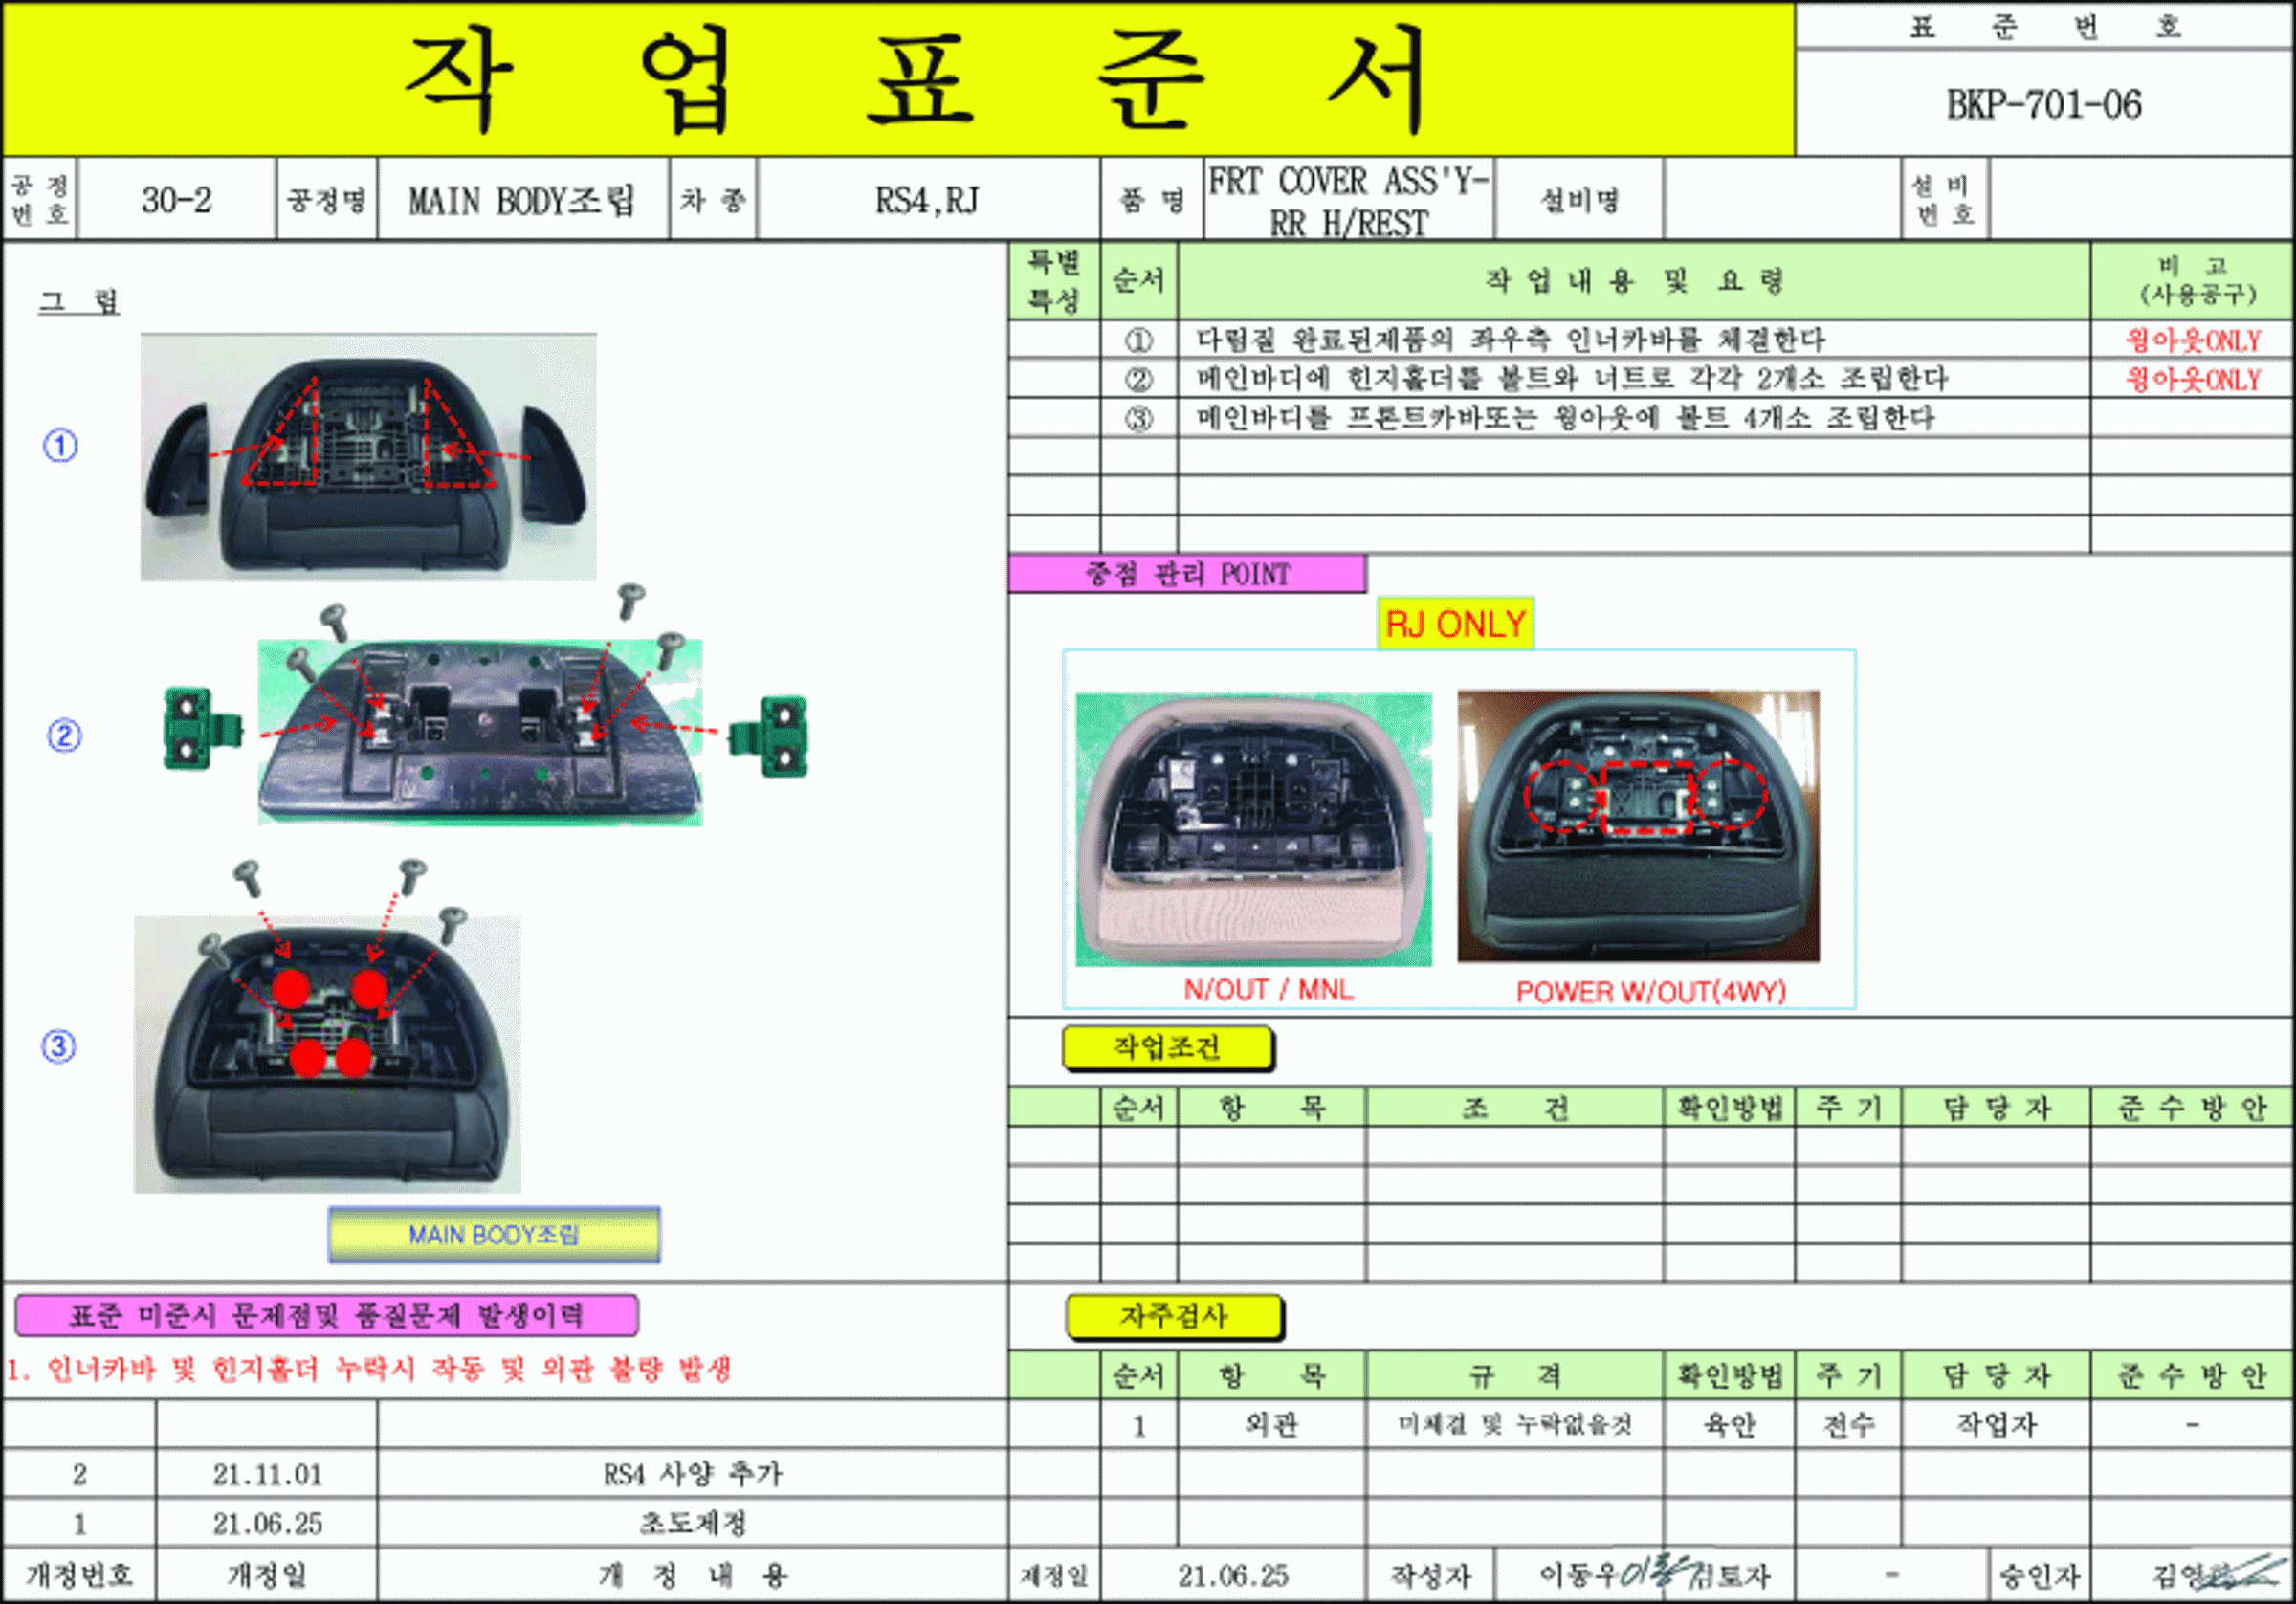 작 업 표 준 서
표 준 번 호
BKP-701-06
공정번호 30-2 공정명 MAIN BODY조립 차 종 RS4,RJ 품 명 FRT COVER ASS'Y-RR H/REST 설비명 설비번호
그 림
①
②
③
MAIN BODY조립
특별특성 순서 작 업 내 용 및 요 령 비 고 (사용공구)
① 다림질 완료된제품의 좌우측 인너카바를 체결한다 윙아웃ONLY
② 메인바디에 힌지홀더를 볼트와 너트로 각각 2개소 조립한다 윙아웃ONLY
③ 메인바디를 프론트카바또는 윙아웃에 볼트 4개소 조립한다
중점 관리 POINT
RJ ONLY
N/OUT / MNL
POWER W/OUT(4WY)
작업조건
순서 항 목 조 건 확인방법 주 기 담 당 자 준 수 방 안
표준 미준시 문제점및 품질문제 발생이력
1. 인너카바 및 힌지홀더 누락시 작동 및 외관 불량 발생
자주검사
순서 항 목 규 격 확인방법 주 기 담 당 자 준 수 방 안
1 외관 미체결 및 누락없을것 육안 전수 작업자 -
2 21.11.01 RS4 사양 추가
1 21.06.25 초도제정
개정번호 개정일 개 정 내 용
제정일 21.06.25 작성자 이동우 검토자 - 승인자